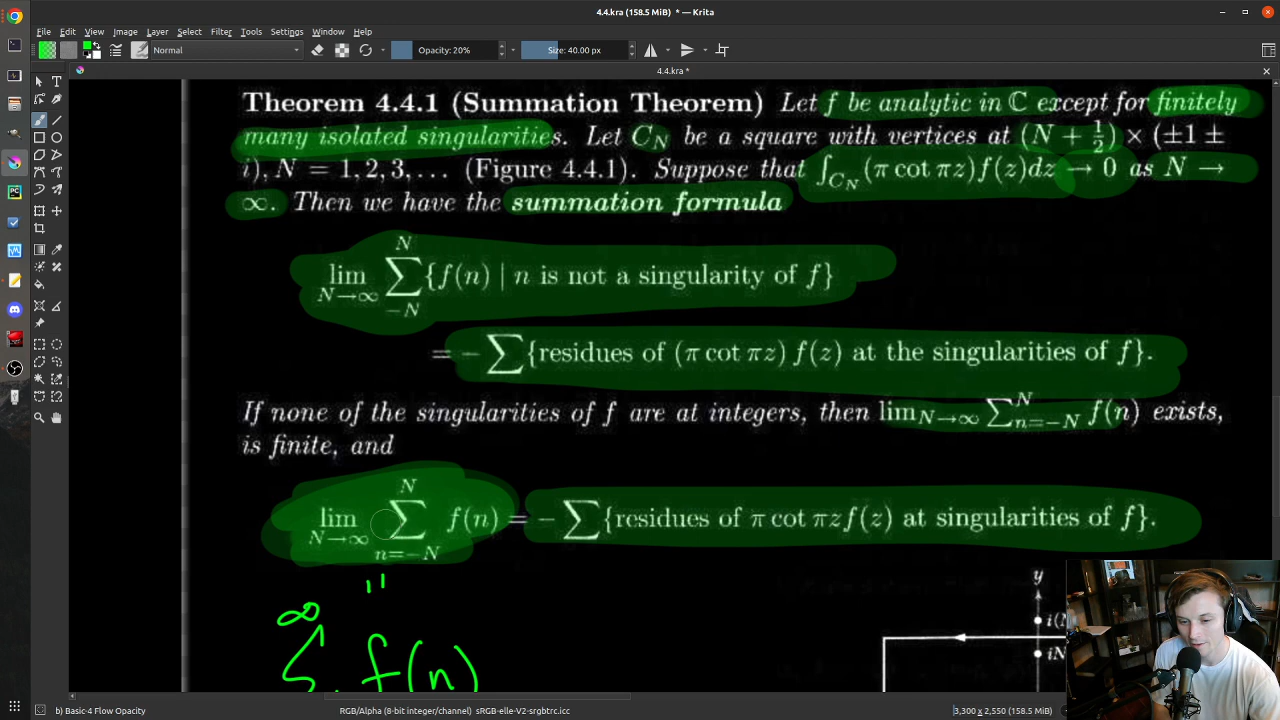 4.4.kra (158.5 MiB) * — Krita
File Edit View Image Layer Select Filter Tools Settings Window Help
Normal Opacity: 20% Size: 40.00 px
4.4.kra *
Theorem 4.4.1 (Summation Theorem) Let f be analytic in ℂ except for finitely
many isolated singularities. Let C_N be a square with vertices at (N + 1/2) × (±1 ±
i), N = 1, 2, 3, . . . (Figure 4.4.1). Suppose that ∫_{C_N} (π cot πz)f(z)dz → 0 as N →
∞. Then we have the summation formula
lim_{N→∞} ∑_{-N}^{N} {f(n) | n is not a singularity of f}
= − ∑ {residues of (π cot πz) f(z) at the singularities of f}.
If none of the singularities of f are at integers, then lim_{N→∞} ∑_{n=−N}^{N} f(n) exists,
is finite, and
lim_{N→∞} ∑_{n=−N}^{N} f(n) = − ∑ {residues of π cot πz f(z) at singularities of f}.
"
∞
∑ f(n)
y
iN
b) Basic-4 Flow Opacity RGB/Alpha (8-bit integer/channel) sRGB-elle-V2-srgbtrc.icc 3,300 x 2,550 (158.5 MiB)